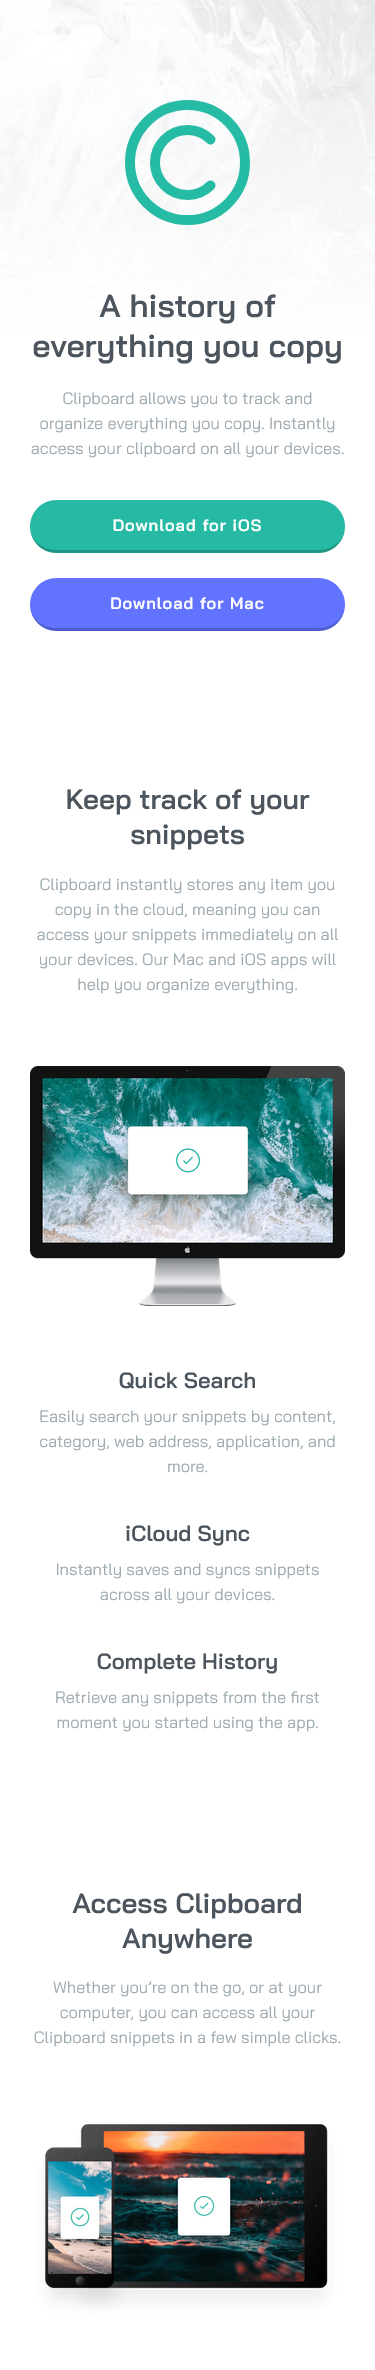 A history of
everything you copy
Clipboard allows you to track and
organize everything you copy. Instantly
access your clipboard on all your devices.
Download for iOS
Download for Mac
Keep track of your
snippets
Clipboard instantly stores any item you
copy in the cloud, meaning you can
access your snippets immediately on all
your devices. Our Mac and iOS apps will
help you organize everything.
Quick Search
Easily search your snippets by content,
category, web address, application, and
more.
iCloud Sync
Instantly saves and syncs snippets
across all your devices.
Complete History
Retrieve any snippets from the first
moment you started using the app.
Access Clipboard
Anywhere
Whether you’re on the go, or at your
computer, you can access all your
Clipboard snippets in a few simple clicks.